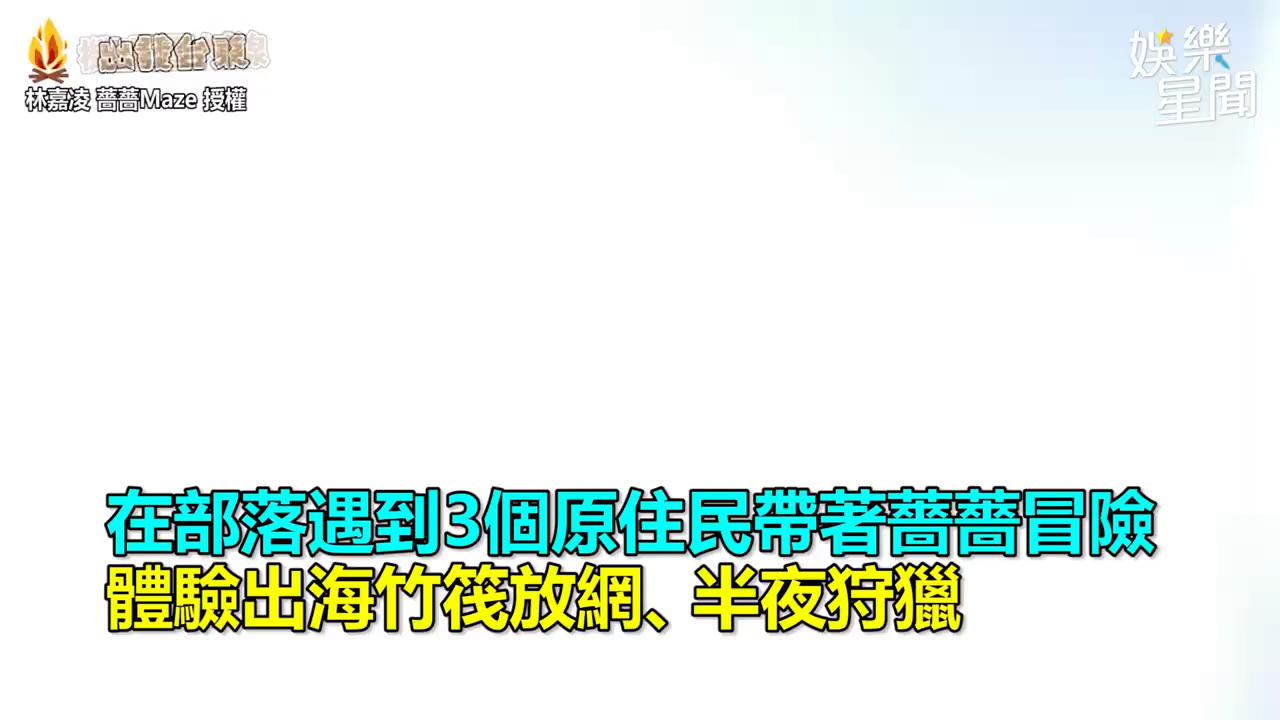 林嘉凌 薔薔Maze 授權
娛樂
星聞
在部落遇到3個原住民帶著薔薔冒險
體驗出海竹筏放網、半夜狩獵